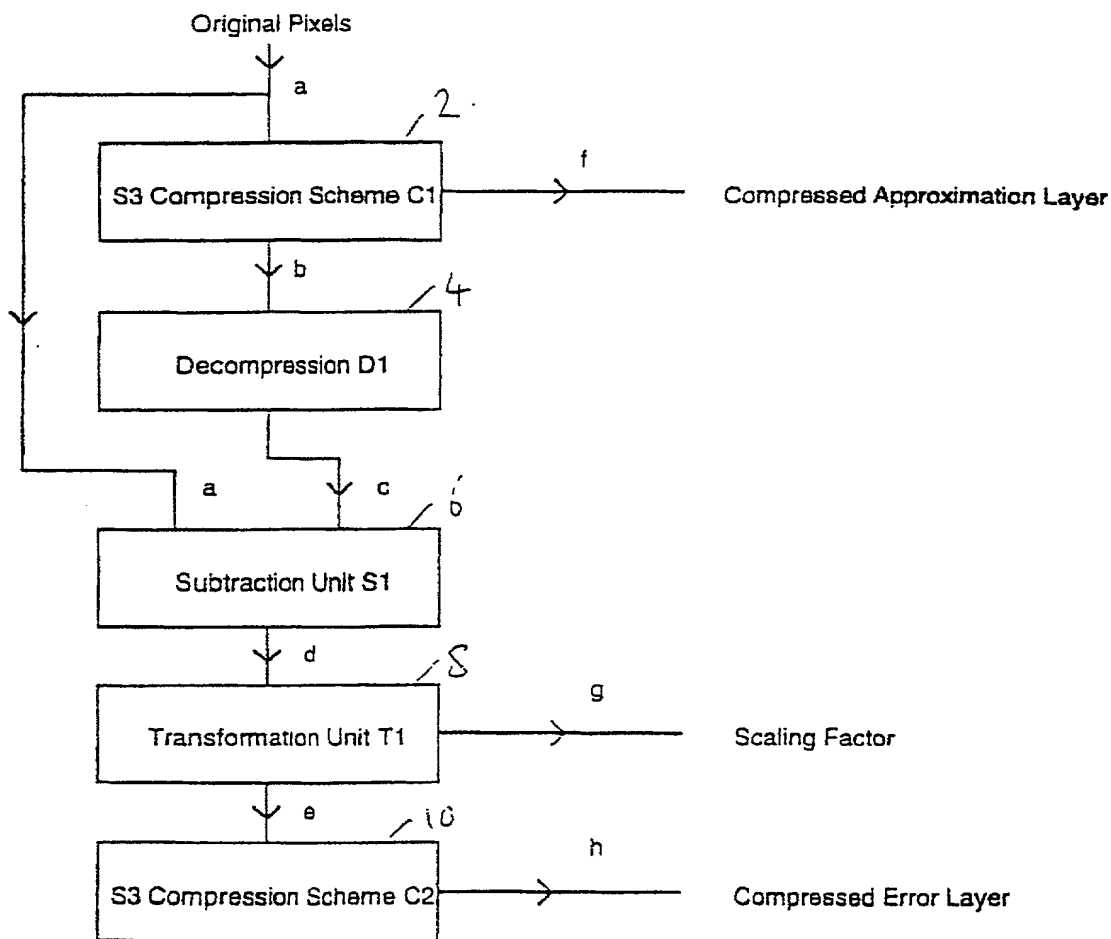 Original Pixels
a
2
S3 Compression Scheme C1
f
Compressed Approximation Layer
b
4
Decompression D1
a
c
6
Subtraction Unit S1
d
8
Transformation Unit T1
g
Scaling Factor
e
10
S3 Compression Scheme C2
h
Compressed Error Layer